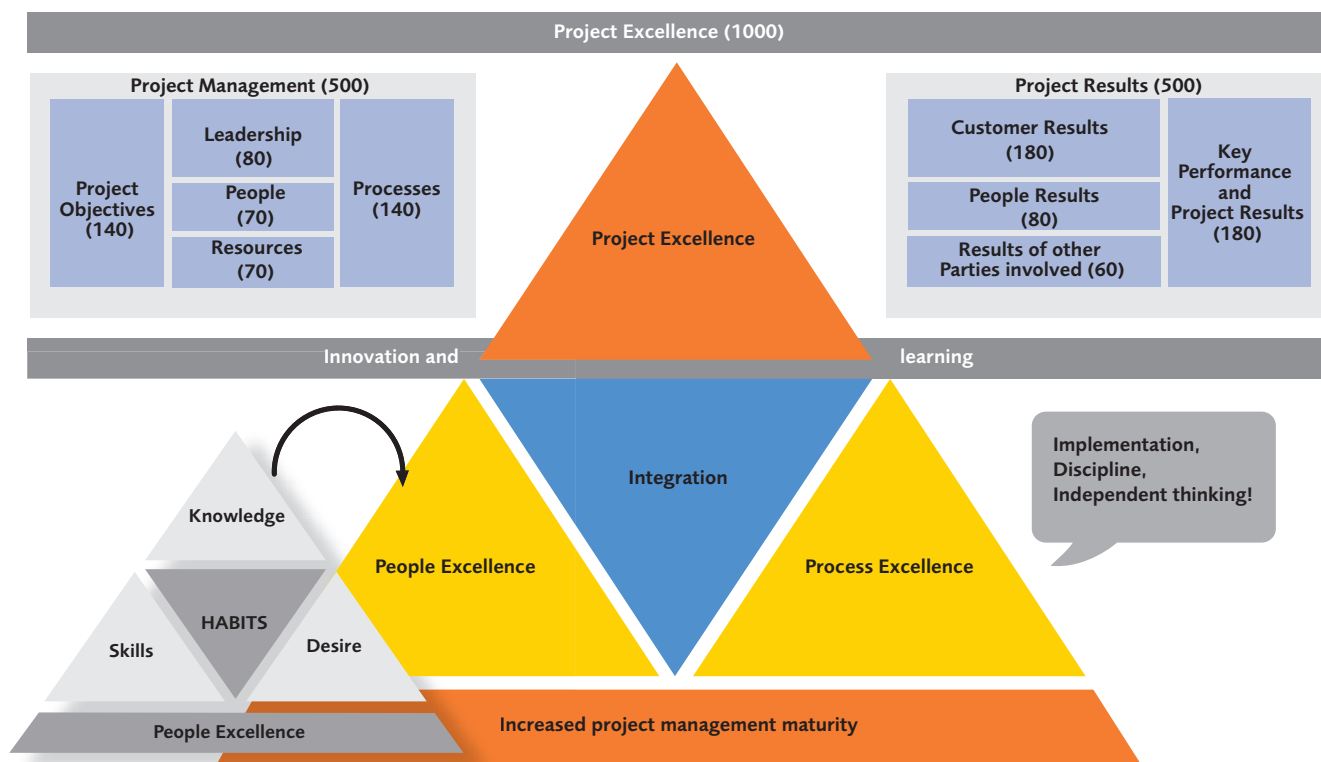 Project Excellence (1000)
Project Management (500)
Project
Objectives
(140)
Leadership
(80)
People
(70)
Resources
(70)
Processes
(140)
Project Excellence
Project Results (500)
Customer Results
(180)
People Results
(80)
Results of other
Parties involved (60)
Key
Performance
and
Project Results
(180)
Innovation and
learning
Knowledge
HABITS
Skills
Desire
People Excellence
People Excellence
Integration
Process Excellence
Implementation,
Discipline,
Independent thinking!
Increased project management maturity